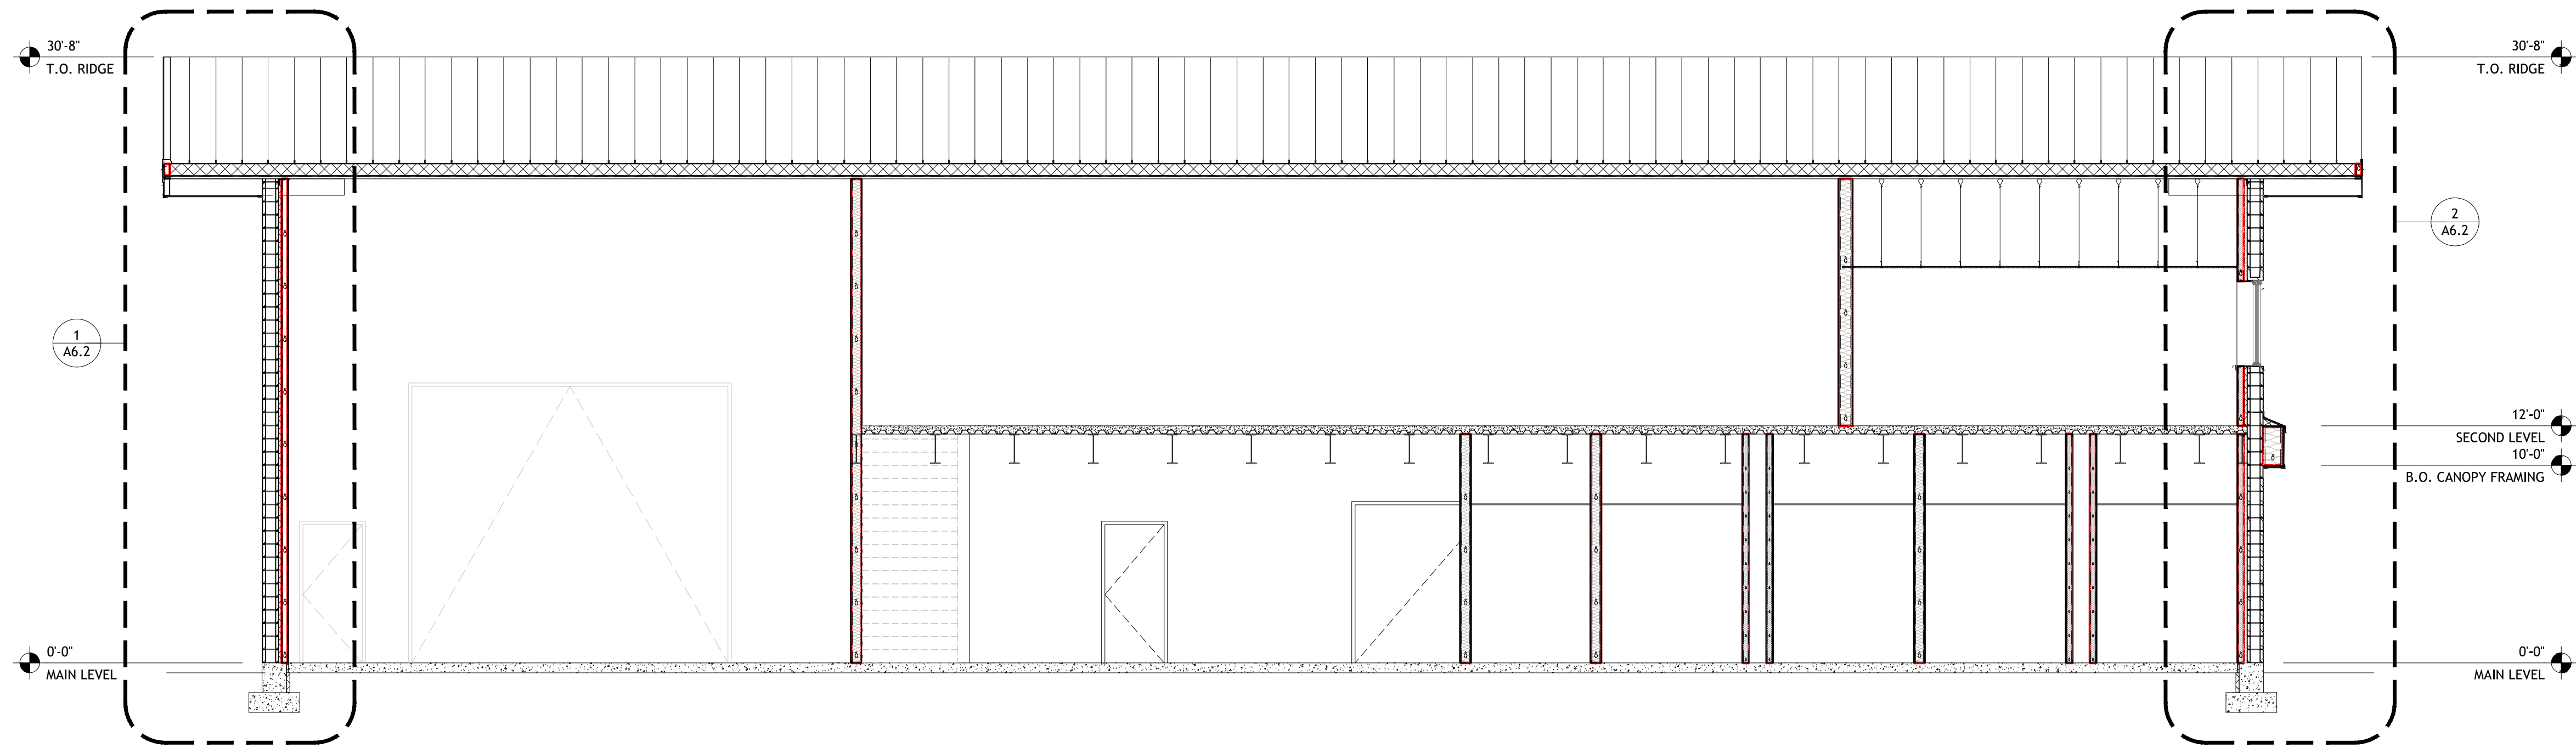 30'-8"
T.O. RIDGE
30'-8"
T.O. RIDGE
2
A6.2
1
A6.2
12'-0"
SECOND LEVEL
10'-0"
B.O. CANOPY FRAMING
0'-0"
MAIN LEVEL
0'-0"
MAIN LEVEL